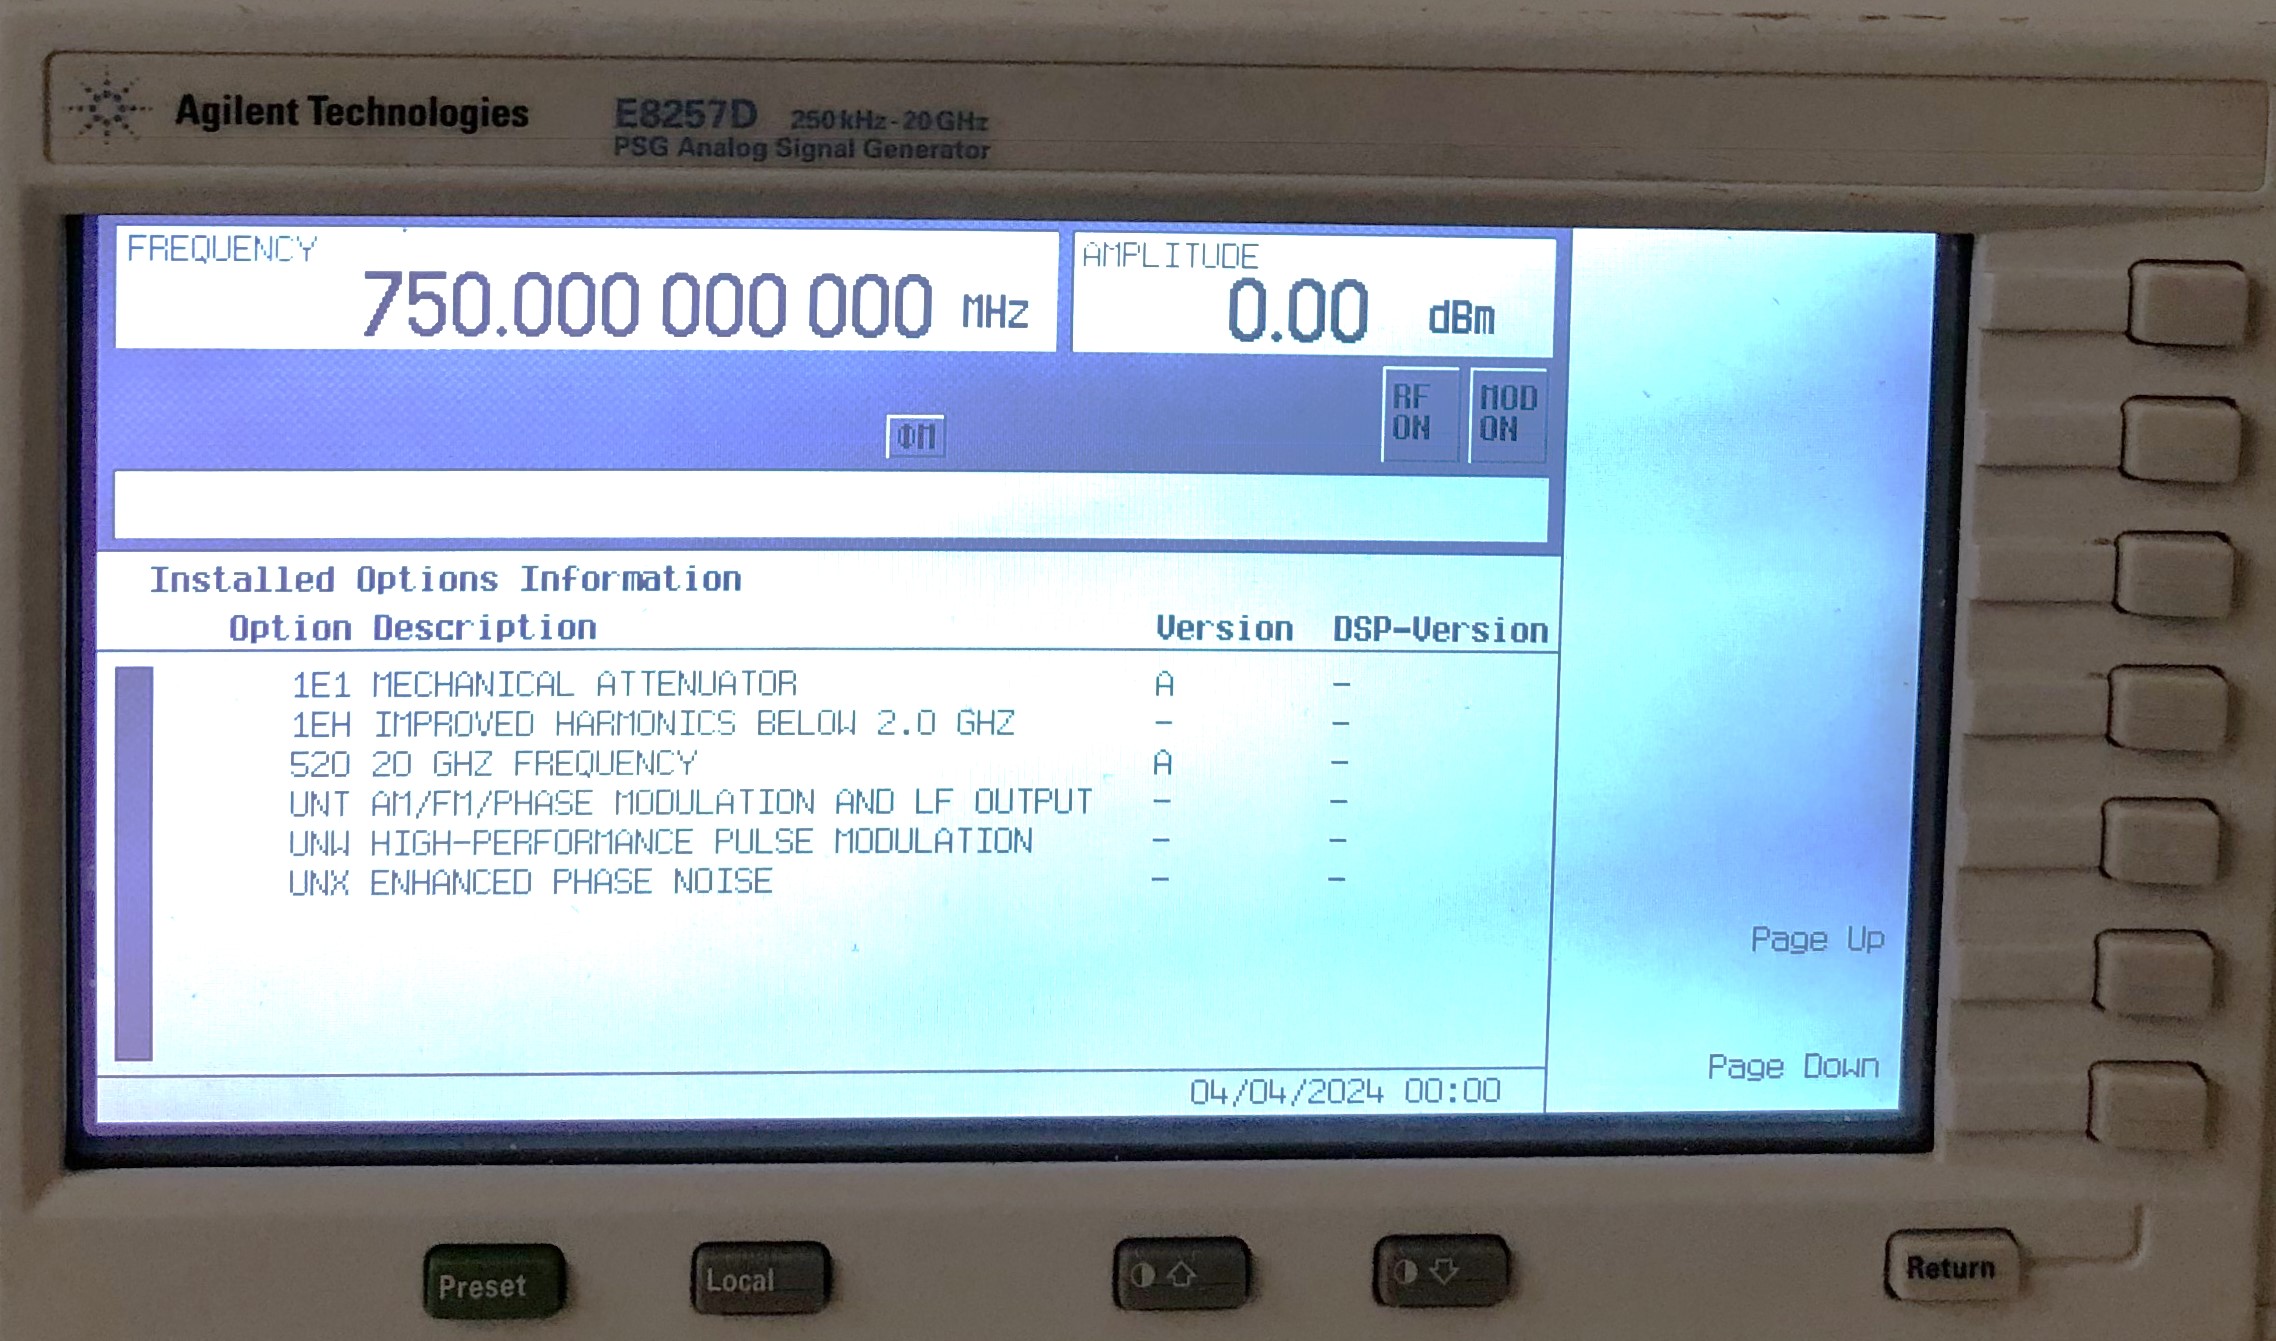 Agilent Technologies
E8257D 250 kHz - 20 GHz
PSG Analog Signal Generator
FREQUENCY
750.000 000 000 MHz
AMPLITUDE
0.00 dBm
ΦM
RF ON
MOD ON
Installed Options Information
Option Description Version DSP-Version
1E1 MECHANICAL ATTENUATOR A -
1EH IMPROVED HARMONICS BELOW 2.0 GHZ - -
520 20 GHZ FREQUENCY A -
UNT AM/FM/PHASE MODULATION AND LF OUTPUT - -
UNW HIGH-PERFORMANCE PULSE MODULATION - -
UNX ENHANCED PHASE NOISE - -
Page Up
Page Down
04/04/2024 00:00
Preset
Local
Return